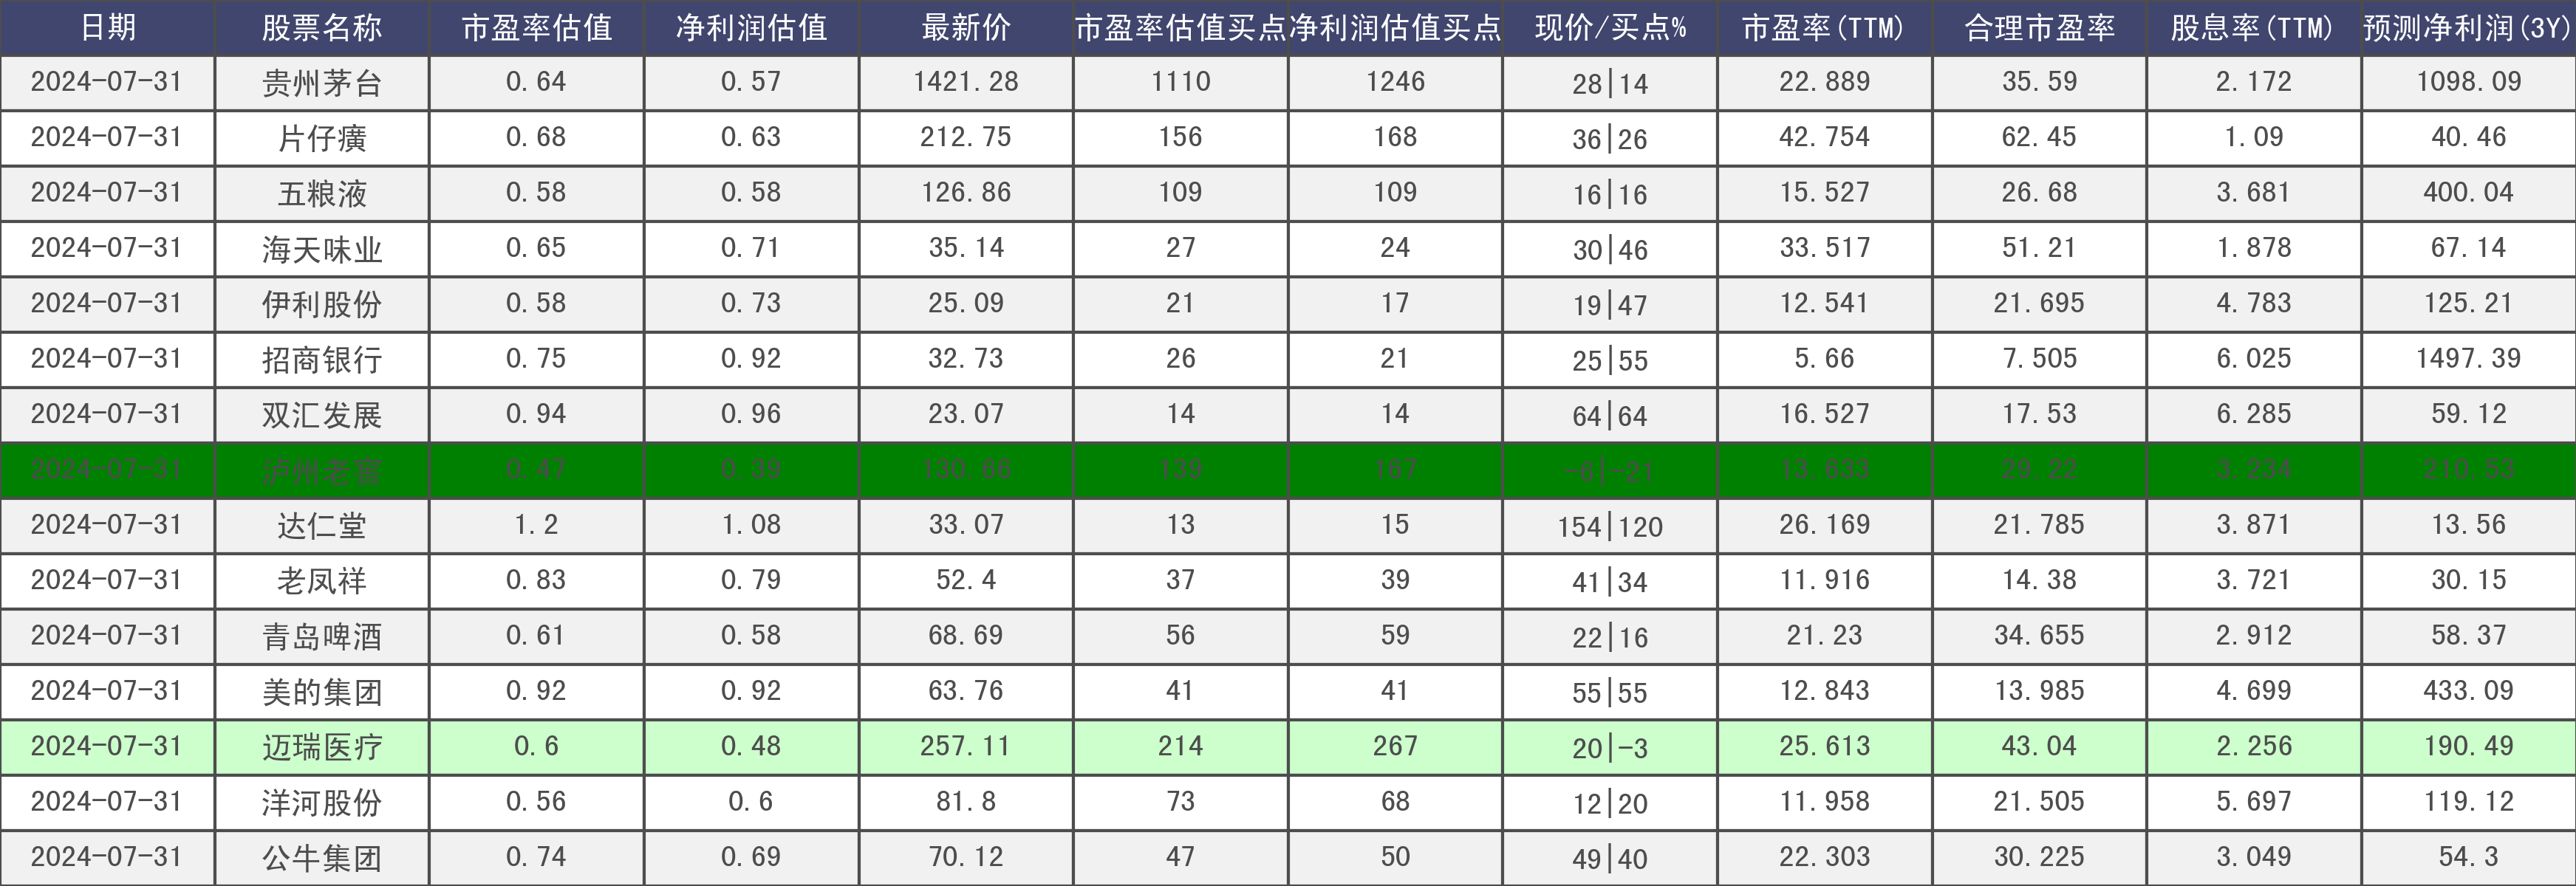 日期 股票名称 市盈率估值 净利润估值 最新价 市盈率估值买点 净利润估值买点 现价/买点% 市盈率(TTM) 合理市盈率 股息率(TTM) 预测净利润(3Y)
2024-07-31 贵州茅台 0.64 0.57 1421.28 1110 1246 28|14 22.889 35.59 2.172 1098.09
2024-07-31 片仔癀 0.68 0.63 212.75 156 168 36|26 42.754 62.45 1.09 40.46
2024-07-31 五粮液 0.58 0.58 126.86 109 109 16|16 15.527 26.68 3.681 400.04
2024-07-31 海天味业 0.65 0.71 35.14 27 24 30|46 33.517 51.21 1.878 67.14
2024-07-31 伊利股份 0.58 0.73 25.09 21 17 19|47 12.541 21.695 4.783 125.21
2024-07-31 招商银行 0.75 0.92 32.73 26 21 25|55 5.66 7.505 6.025 1497.39
2024-07-31 双汇发展 0.94 0.96 23.07 14 14 64|64 16.527 17.53 6.285 59.12
2024-07-31 泸州老窖 0.47 0.39 130.66 139 167 -6|-21 13.633 29.22 3.234 210.53
2024-07-31 达仁堂 1.2 1.08 33.07 13 15 154|120 26.169 21.785 3.871 13.56
2024-07-31 老凤祥 0.83 0.79 52.4 37 39 41|34 11.916 14.38 3.721 30.15
2024-07-31 青岛啤酒 0.61 0.58 68.69 56 59 22|16 21.23 34.655 2.912 58.37
2024-07-31 美的集团 0.92 0.92 63.76 41 41 55|55 12.843 13.985 4.699 433.09
2024-07-31 迈瑞医疗 0.6 0.48 257.11 214 267 20|-3 25.613 43.04 2.256 190.49
2024-07-31 洋河股份 0.56 0.6 81.8 73 68 12|20 11.958 21.505 5.697 119.12
2024-07-31 公牛集团 0.74 0.69 70.12 47 50 49|40 22.303 30.225 3.049 54.3